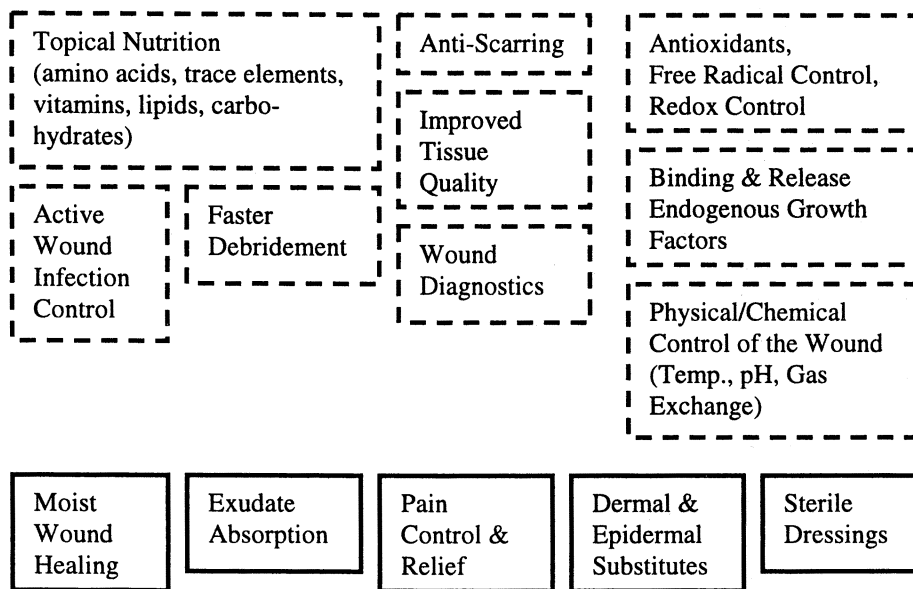 Topical Nutrition
(amino acids, trace elements,
vitamins, lipids, carbo-
hydrates)
Anti-Scarring
Antioxidants,
Free Radical Control,
Redox Control
Improved
Tissue
Quality
Binding & Release
Endogenous Growth
Factors
Active
Wound
Infection
Control
Faster
Debridement
Wound
Diagnostics
Physical/Chemical
Control of the Wound
(Temp., pH, Gas
Exchange)
Moist
Wound
Healing
Exudate
Absorption
Pain
Control &
Relief
Dermal &
Epidermal
Substitutes
Sterile
Dressings